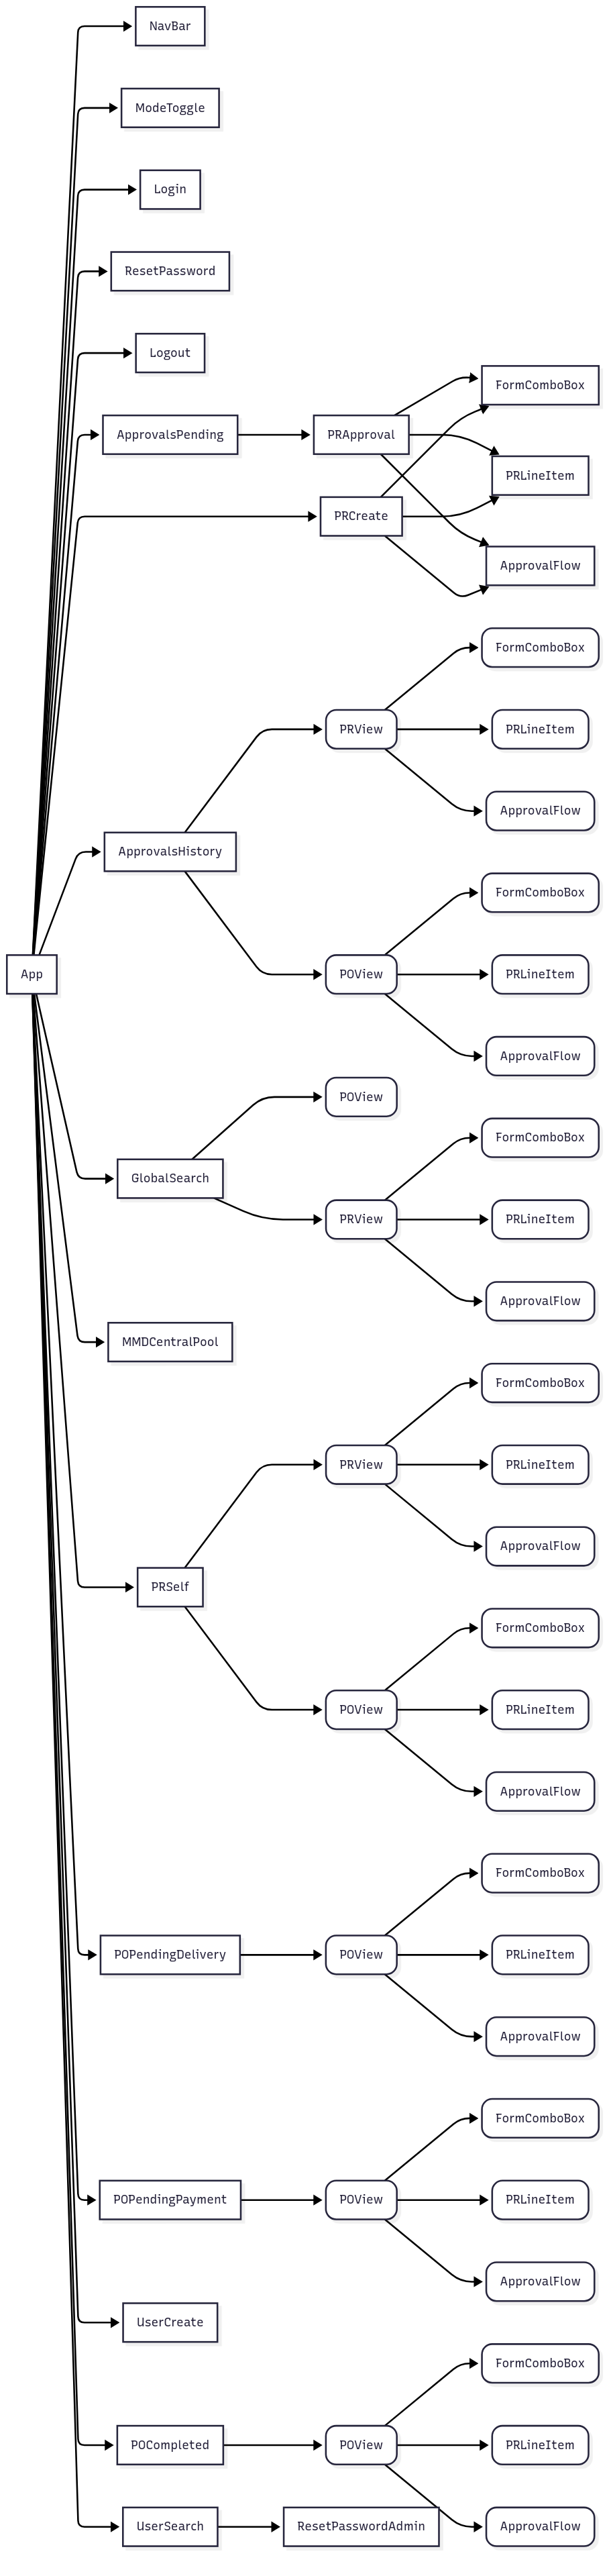 NavBar
ModeToggle
Login
ResetPassword
Logout
FormComboBox
ApprovalsPending
PRApproval
PRLineItem
PRCreate
ApprovalFlow
FormComboBox
PRView
PRLineItem
ApprovalFlow
ApprovalsHistory
FormComboBox
App
POView
PRLineItem
ApprovalFlow
POView
FormComboBox
GlobalSearch
PRView
PRLineItem
ApprovalFlow
MMDCentralPool
FormComboBox
PRView
PRLineItem
ApprovalFlow
PRSelf
FormComboBox
POView
PRLineItem
ApprovalFlow
FormComboBox
POPendingDelivery
POView
PRLineItem
ApprovalFlow
FormComboBox
POPendingPayment
POView
PRLineItem
ApprovalFlow
UserCreate
FormComboBox
POCompleted
POView
PRLineItem
UserSearch
ResetPasswordAdmin
ApprovalFlow